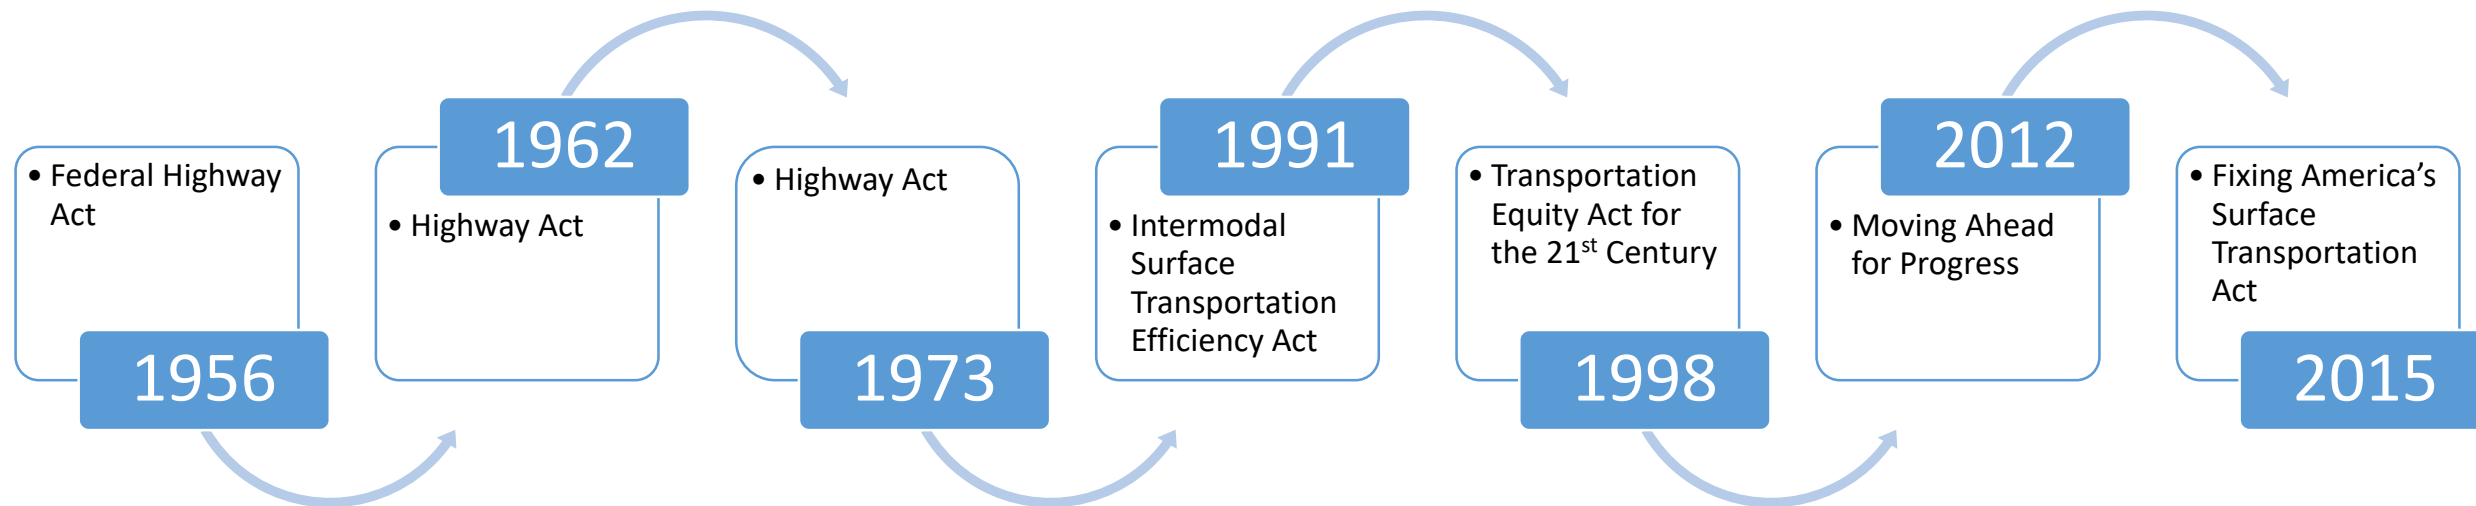 • Federal Highway
Act
1956
1962
• Highway Act
• Highway Act
1973
1991
• Intermodal
Surface
Transportation
Efficiency Act
• Transportation
Equity Act for
the 21st Century
1998
2012
• Moving Ahead
for Progress
• Fixing America’s
Surface
Transportation
Act
2015